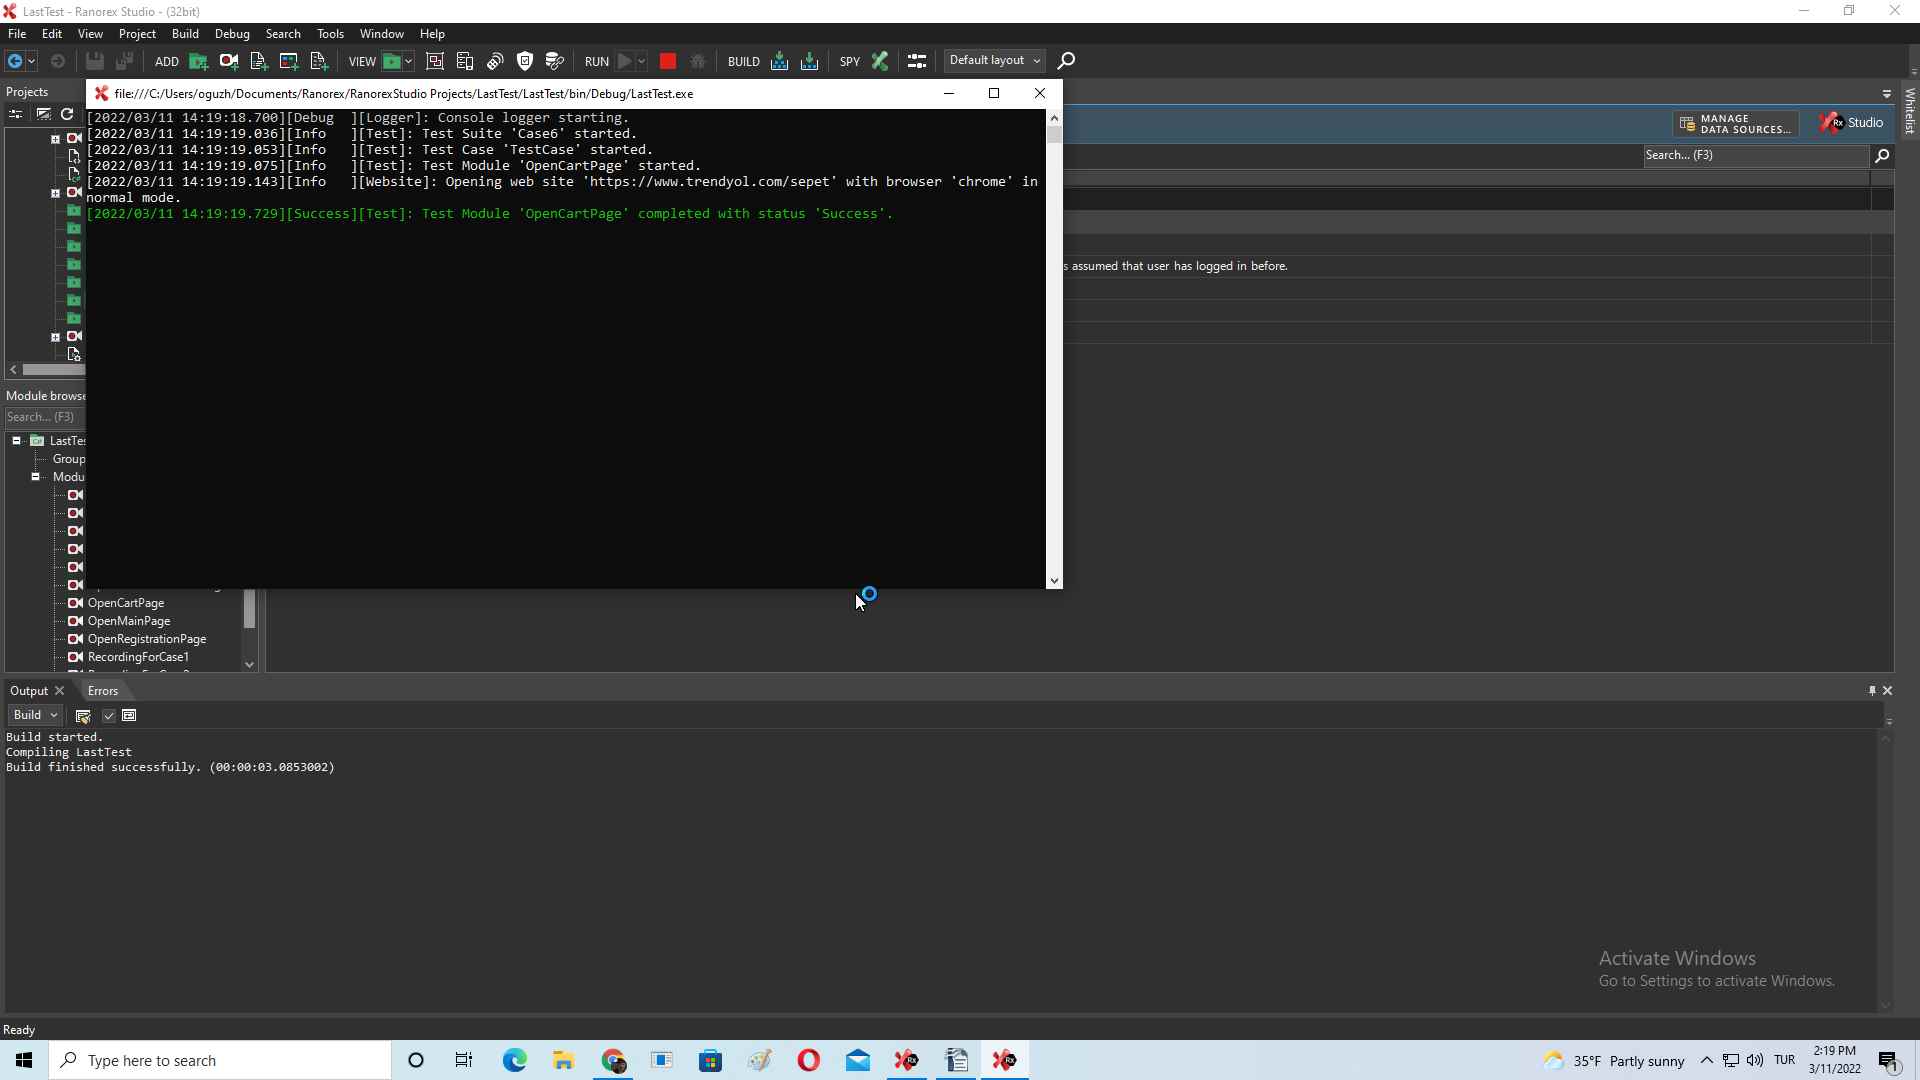 LastTest - Ranorex Studio - (32bit)
File Edit View Project Build Debug Search Tools Window Help
ADD VIEW RUN BUILD SPY Default layout
Projects
file:///C:/Users/oguzh/Documents/Ranorex/RanorexStudio Projects/LastTest/LastTest/bin/Debug/LastTest.exe
Whitelist
[2022/03/11 14:19:18.700][Debug  ][Logger]: Console logger starting.
[2022/03/11 14:19:19.036][Info   ][Test]: Test Suite 'Case6' started.
[2022/03/11 14:19:19.053][Info   ][Test]: Test Case 'TestCase' started.
[2022/03/11 14:19:19.075][Info   ][Test]: Test Module 'OpenCartPage' started.
[2022/03/11 14:19:19.143][Info   ][Website]: Opening web site 'https://www.trendyol.com/sepet' with browser 'chrome' in
normal mode.
[2022/03/11 14:19:19.729][Success][Test]: Test Module 'OpenCartPage' completed with status 'Success'.
MANAGE
DATA SOURCES...
Rx Studio
Search... (F3)
s assumed that user has logged in before.
Module browse
Search... (F3)
LastTes
Group
Modu
OpenCartPage
OpenMainPage
OpenRegistrationPage
RecordingForCase1
Output Errors
Build
Build started.
Compiling LastTest
Build finished successfully. (00:00:03.0853002)
Activate Windows
Go to Settings to activate Windows.
Ready
Type here to search
35°F Partly sunny
TUR
2:19 PM
3/11/2022
1